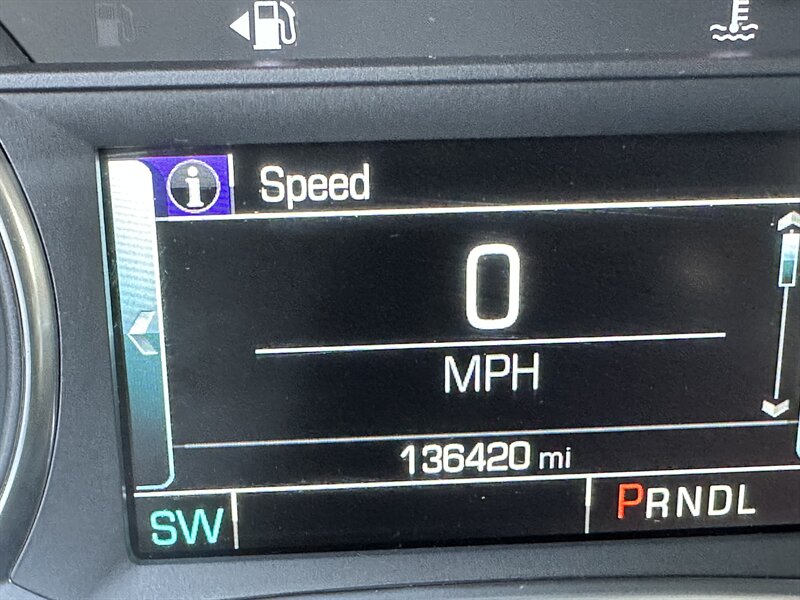 i Speed
0
MPH
136420 mi
SW PRNDL